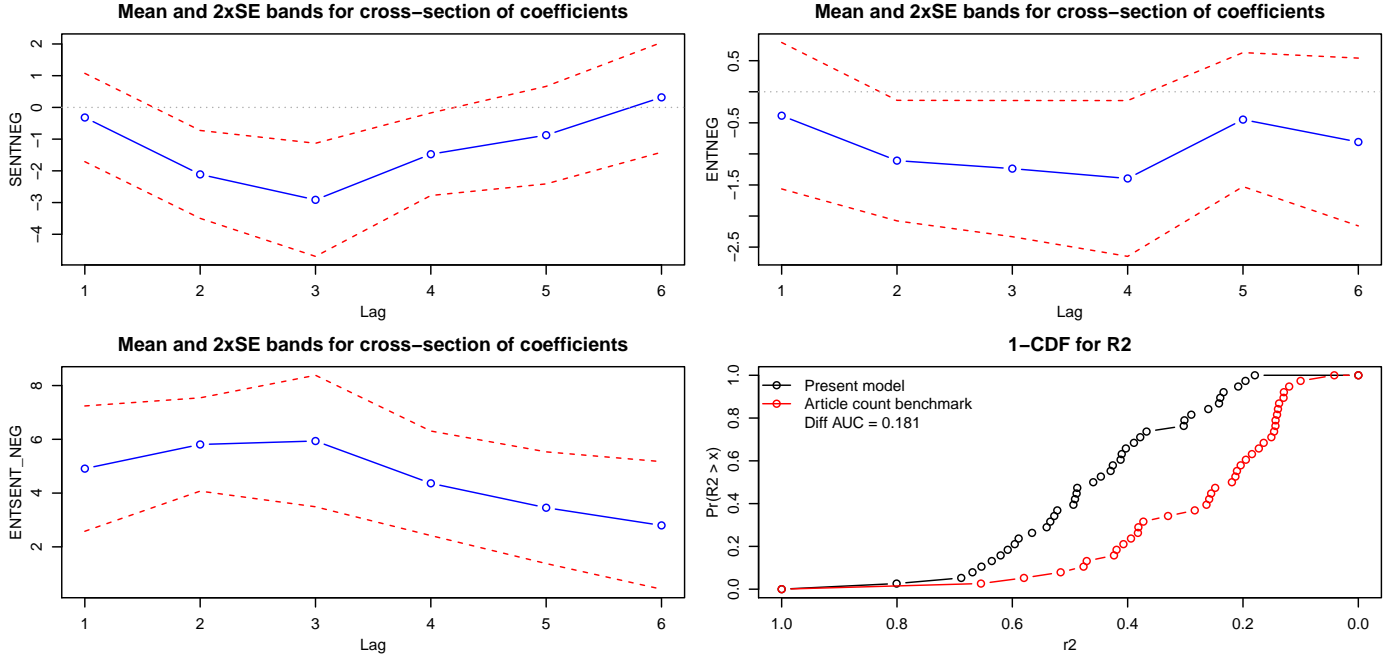 Mean and 2xSE bands for cross−section of coefficients
SENTNEG
2
1
0
−1
−2
−3
−4
1 2 3 4 5 6
Lag
Mean and 2xSE bands for cross−section of coefficients
ENTNEG
0.5
−0.5
−1.5
−2.5
1 2 3 4 5 6
Lag
Mean and 2xSE bands for cross−section of coefficients
ENTSENT_NEG
8
6
4
2
1 2 3 4 5 6
Lag
1−CDF for R2
Pr(R2 > x)
1.0
0.8
0.6
0.4
0.2
0.0
Present model
Article count benchmark
Diff AUC = 0.181
1.0 0.8 0.6 0.4 0.2 0.0
r2